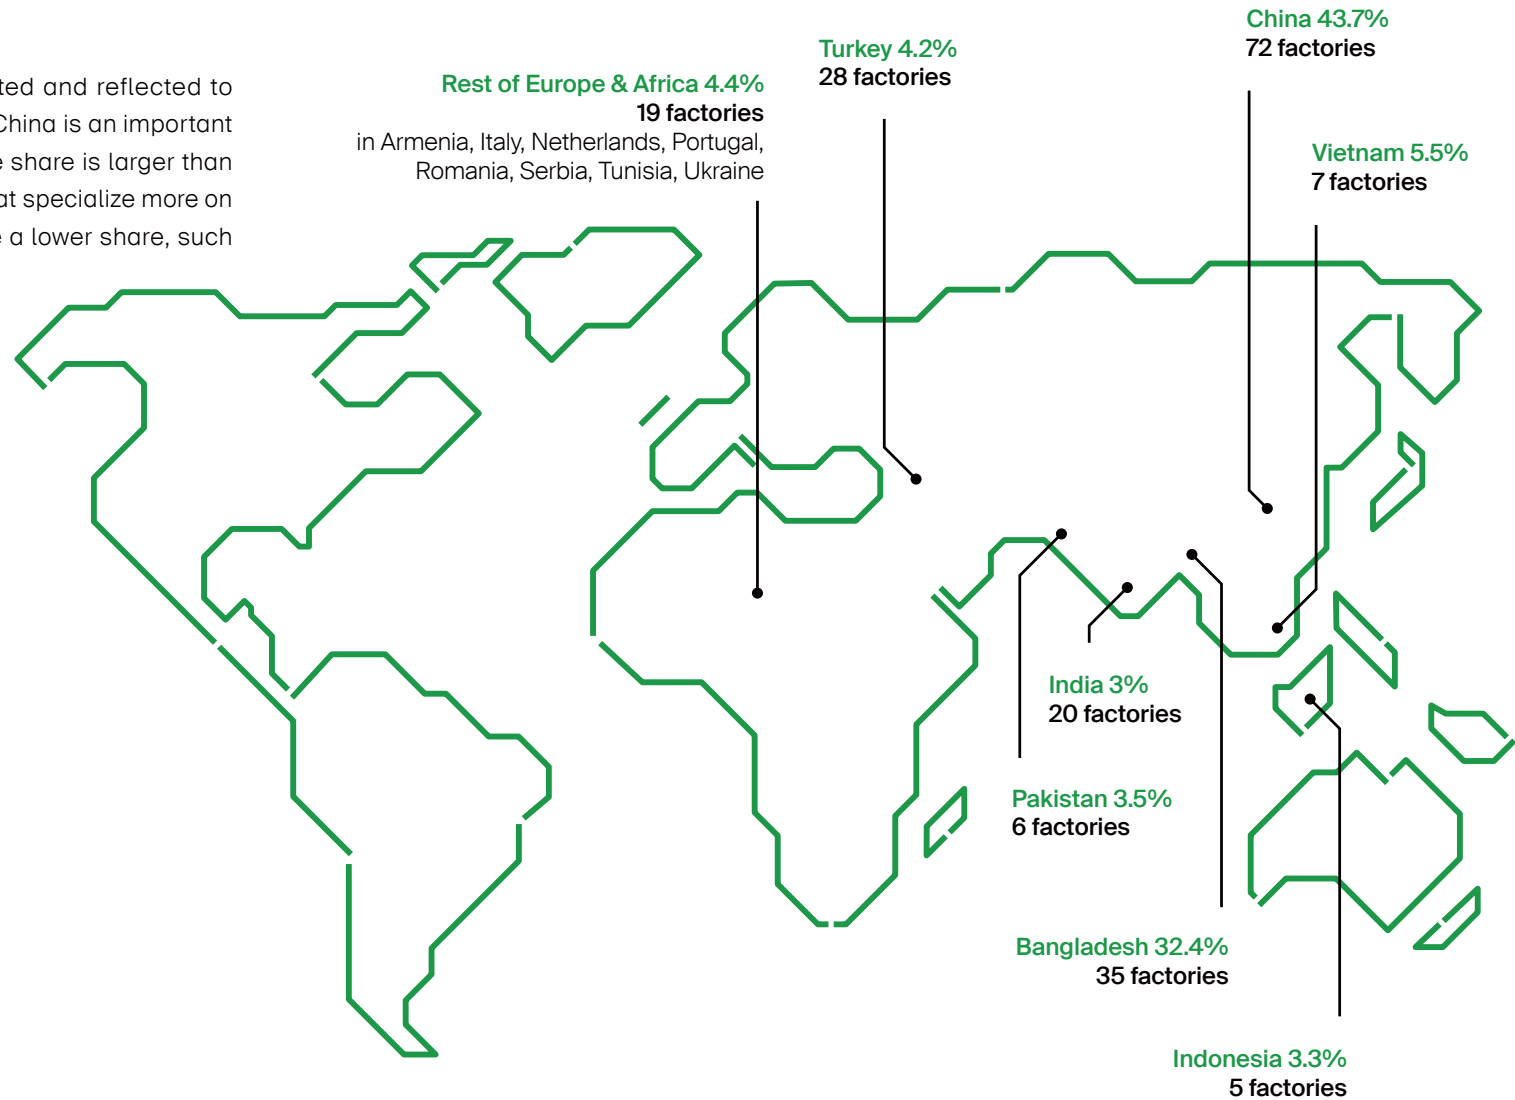 ted and reflected to
China is an important
e share is larger than
at specialize more on
e a lower share, such
Rest of Europe & Africa 4.4%
19 factories
in Armenia, Italy, Netherlands, Portugal,
Romania, Serbia, Tunisia, Ukraine
Turkey 4.2%
28 factories
China 43.7%
72 factories
Vietnam 5.5%
7 factories
India 3%
20 factories
Pakistan 3.5%
6 factories
Bangladesh 32.4%
35 factories
Indonesia 3.3%
5 factories